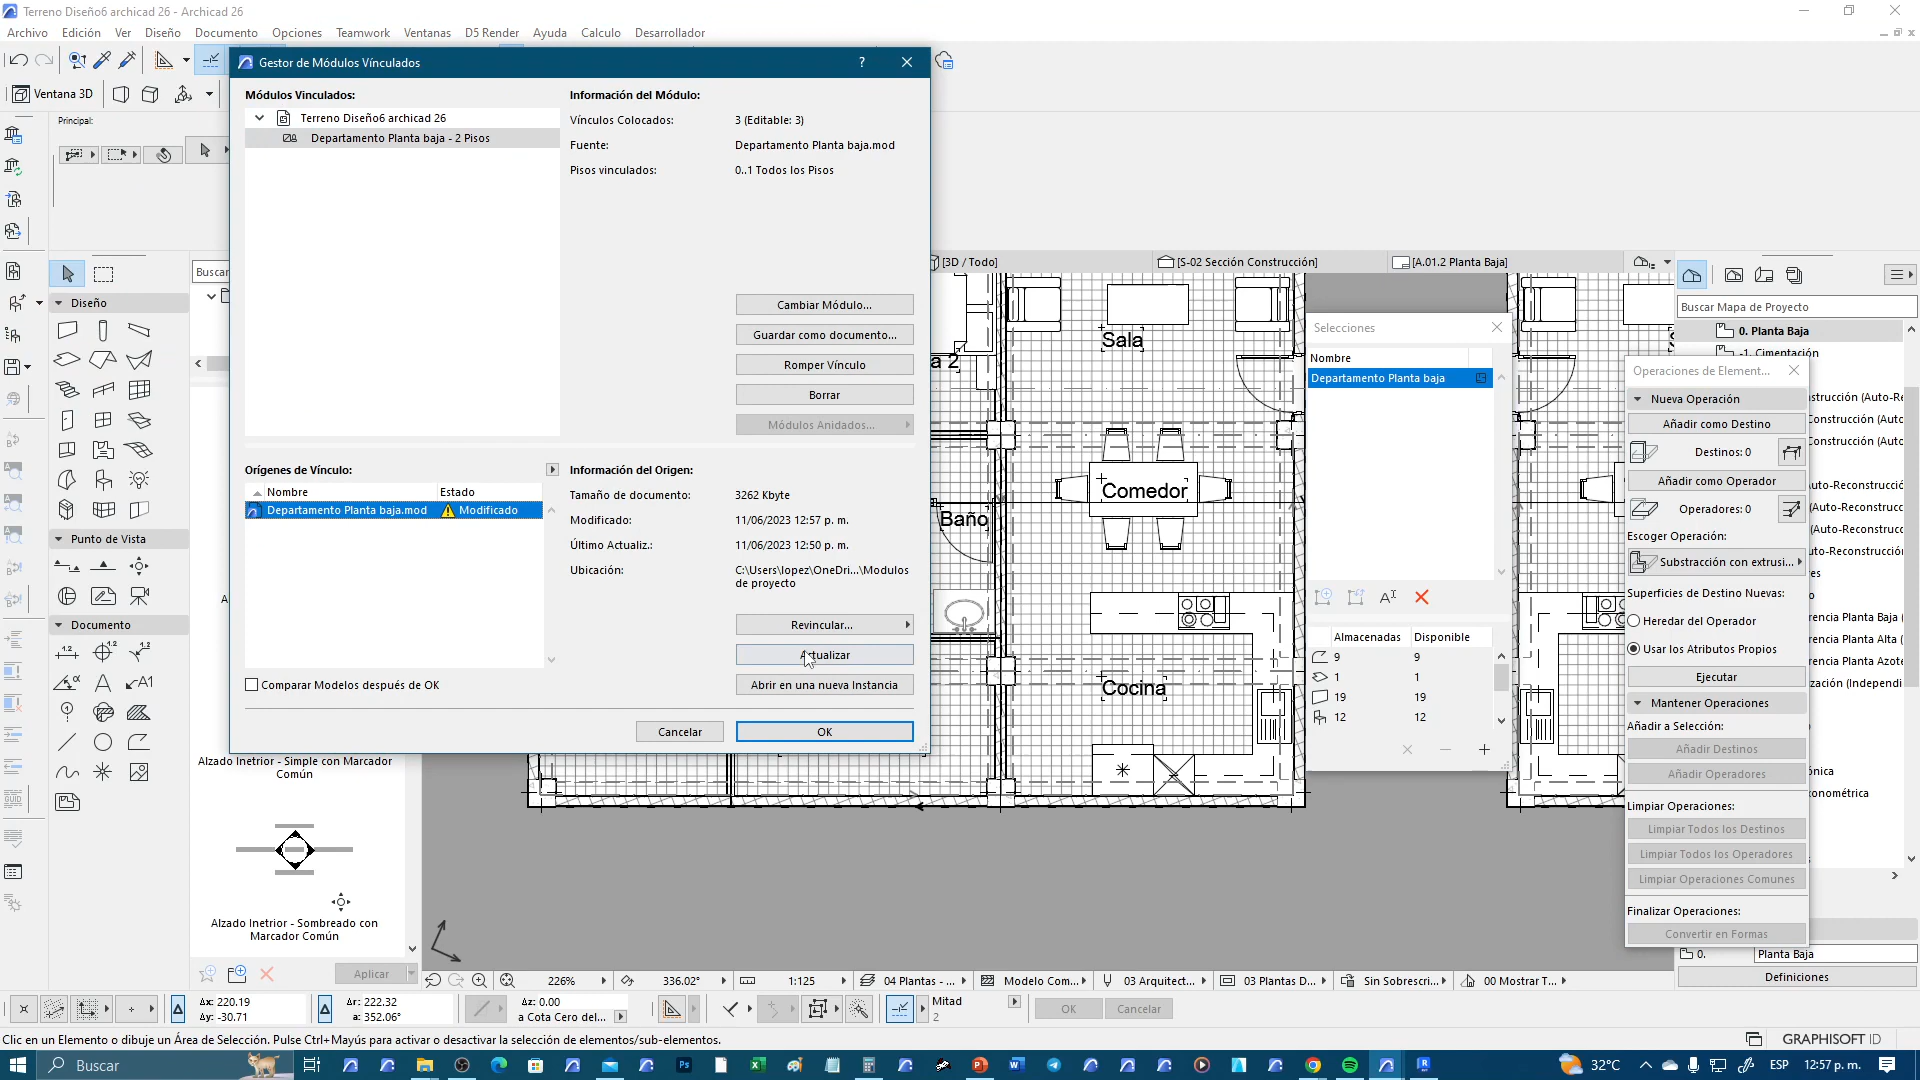 Terreno Diseño6 archicad 26 - Archicad 26
Archivo Edición Ver Diseño Documento Opciones Teamwork Ventanas D5 Render Ayuda Calculo Desarrollador
Ventana 3D
Principal:
Gestor de Módulos Vínculados
Módulos Vinculados:
Terreno Diseño6 archicad 26
Departamento Planta baja - 2 Pisos
Información del Módulo:
Vínculos Colocados: 3 (Editable: 3)
Fuente: Departamento Planta baja.mod
Pisos vinculados: 0..1 Todos los Pisos
Cambiar Módulo...
Guardar como documento...
Romper Vínculo
Borrar
Módulos Anidados...
Orígenes de Vínculo:
Nombre Estado
Departamento Planta baja.mod Modificado
Información del Origen:
Tamaño de documento: 3262 Kbyte
Modificado: 11/06/2023 12:57 p. m.
Último Actualiz.: 11/06/2023 12:50 p. m.
Ubicación: C:\Users\lopez\OneDri...\Modulos de proyecto
Revincular...
Actualizar
Abrir en una nueva Instancia
Comparar Modelos después de OK
Cancelar OK
Buscar
Diseño
Punto de Vista
Documento
Alzado Inetrior - Simple con Marcador Común
Alzado Inetrior - Sombreado con Marcador Común
Aplicar
[3D / Todo] [S-02 Sección Construcción] [A.01.2 Planta Baja]
Sala
a 2
Comedor
Baño
Cocina
Selecciones
Nombre
Departamento Planta baja
Almacenadas Disponible
9 9
1 1
19 19
12 12
Buscar Mapa de Proyecto
0. Planta Baja
-1. Cimentación
Operaciones de Element...
Nueva Operación
Añadir como Destino
Destinos: 0
Añadir como Operador
Operadores: 0
Escoger Operación:
Substracción con extrusi...
Superficies de Destino Nuevas:
Heredar del Operador
Usar los Atributos Propios
Ejecutar
Mantener Operaciones
Añadir a Selección:
Añadir Destinos
Añadir Operadores
Limpiar Operaciones:
Limpiar Todos los Destinos
Limpiar Todos los Operadores
Limpiar Operaciones Comunes
Finalizar Operaciones:
Convertir en Formas
0. Planta Baja
Definiciones
226% 336.02° 1:125 04 Plantas - ... Modelo Com... 03 Arquitect... 03 Plantas D... Sin Sobrescri... 00 Mostrar T...
Δx: 220.19
Δy: -30.71
Δr: 222.32
a: 352.06°
Δz: 0.00
a Cota Cero del...
Mitad
2
OK Cancelar
Clic en un Elemento o dibuje un Área de Selección. Pulse Ctrl+Mayús para activar o desactivar la selección de elementos/sub-elementos.
GRAPHISOFT ID
Buscar
32°C ESP 12:57 p. m.